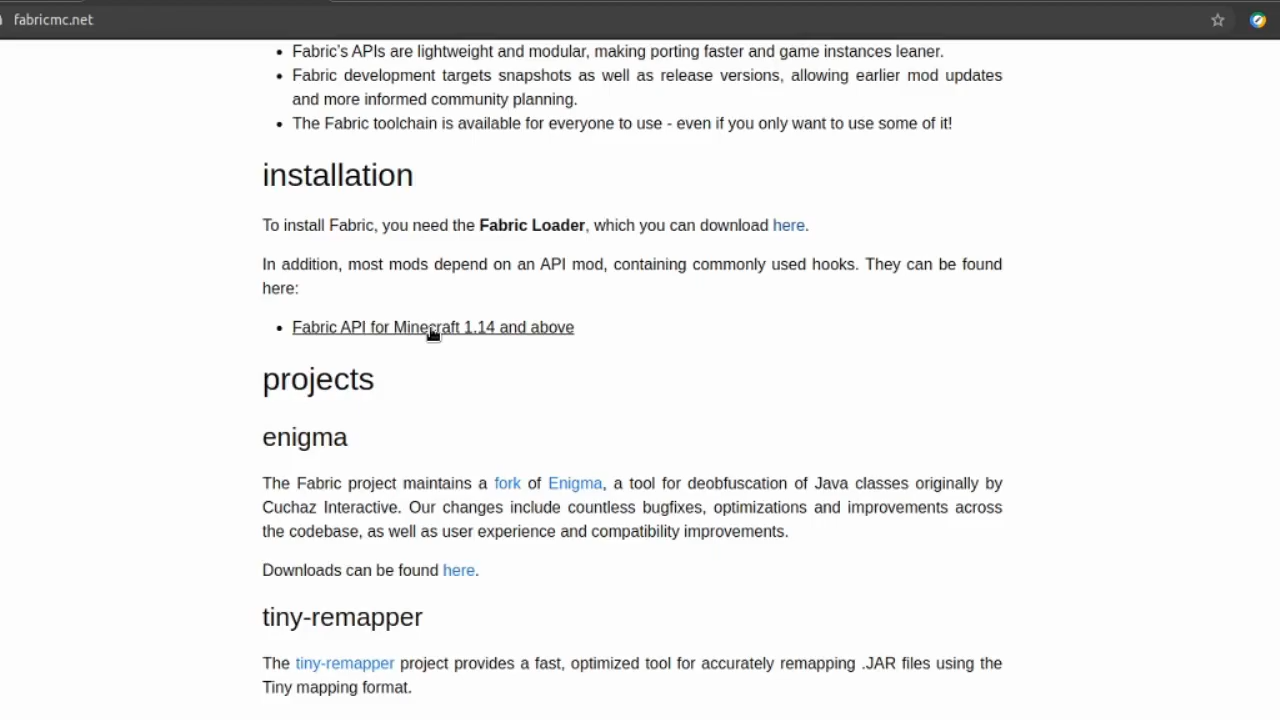 fabricmc.net
• Fabric's APIs are lightweight and modular, making porting faster and game instances leaner.
• Fabric development targets snapshots as well as release versions, allowing earlier mod updates
and more informed community planning.
• The Fabric toolchain is available for everyone to use - even if you only want to use some of it!
installation
To install Fabric, you need the Fabric Loader, which you can download here.
In addition, most mods depend on an API mod, containing commonly used hooks. They can be found
here:
• Fabric API for Minecraft 1.14 and above
projects
enigma
The Fabric project maintains a fork of Enigma, a tool for deobfuscation of Java classes originally by
Cuchaz Interactive. Our changes include countless bugfixes, optimizations and improvements across
the codebase, as well as user experience and compatibility improvements.
Downloads can be found here.
tiny-remapper
The tiny-remapper project provides a fast, optimized tool for accurately remapping .JAR files using the
Tiny mapping format.